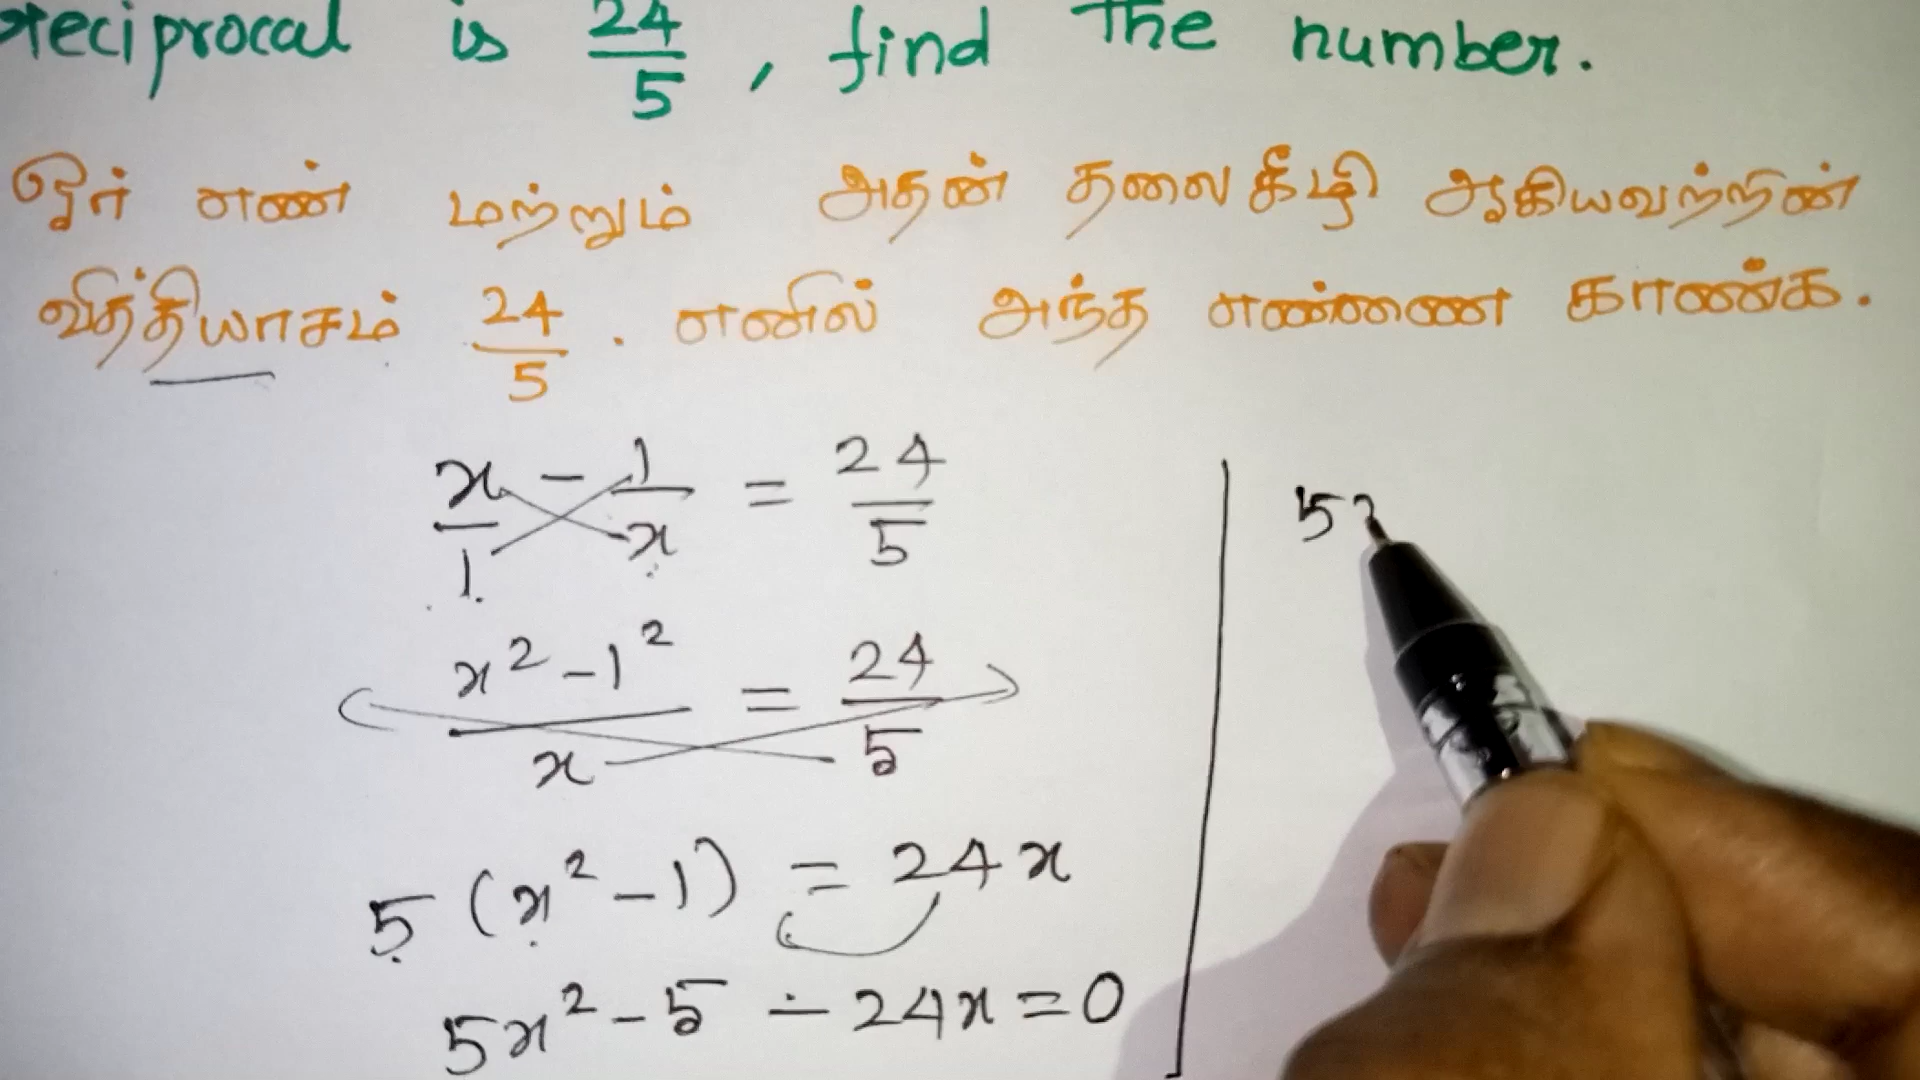 reciprocal is 24/5, find the number.
ஓர் எண் மற்றும் அதன் தலைகீழி ஆகியவற்றின்
வித்தியாசம் 24/5. எனில் அந்த எண்ணை காண்க.
x/1 - 1/x = 24/5
x² - 1² / x = 24/5
5(x² - 1) = 24x
5x² - 5 - 24x = 0
5